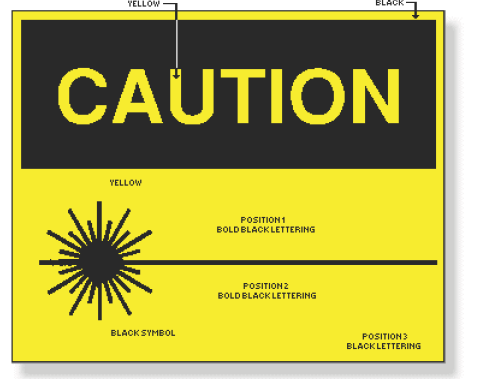 YELLOW
BLACK
CAUTION
YELLOW
POSITION 1
BOLD BLACK LETTERING
POSITION 2
BOLD BLACK LETTERING
BLACK SYMBOL
POSITION 3
BLACK LETTERING